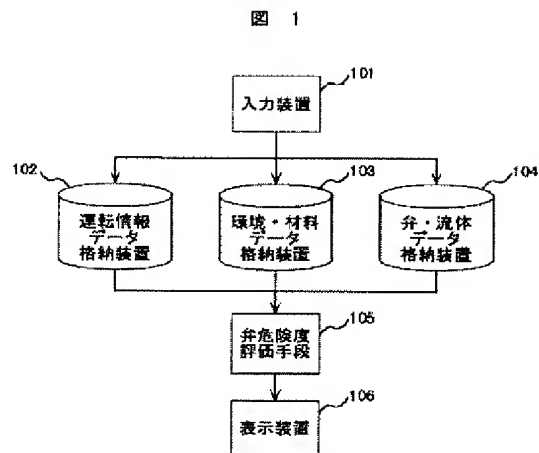 図 1
101
入力装置
102
運転情報
データ
格納装置
103
環境・材料
データ
格納装置
104
弁・流体
データ
格納装置
105
弁危険度
評価手段
106
表示装置